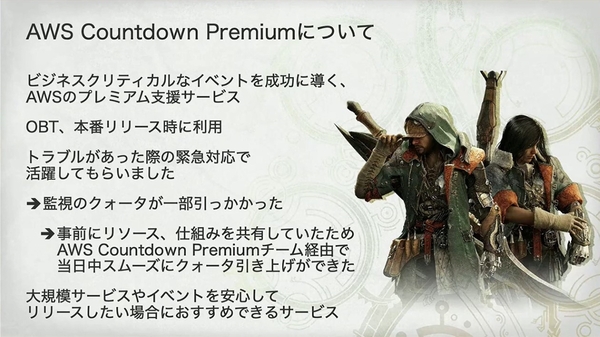 AWS Countdown Premiumについて
ビジネスクリティカルなイベントを成功に導く、
AWSのプレミアム支援サービス
OBT、本番リリース時に利用
トラブルがあった際の緊急対応で
活躍してもらいました
➔監視のクォータが一部引っかかった
➔事前にリソース、仕組みを共有していたため
AWS Countdown Premiumチーム経由で
当日中スムーズにクォータ引き上げができた
大規模サービスやイベントを安心して
リリースしたい場合におすすめできるサービス